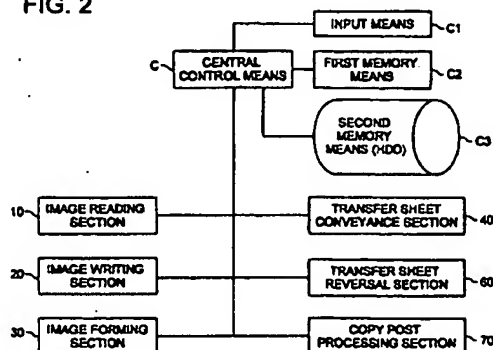 FIG. 2
INPUT MEANS
C1
C
CENTRAL
CONTROL MEANS
FIRST MEMORY
MEANS
C2
SECOND
MEMORY
MEANS (HDD)
C3
10
IMAGE READING
SECTION
TRANSFER SHEET
CONVEYANCE SECTION
40
20
IMAGE WRITING
SECTION
TRANSFER SHEET
REVERSAL SECTION
60
30
IMAGE FORMING
SECTION
COPY POST
PROCESSING SECTION
70